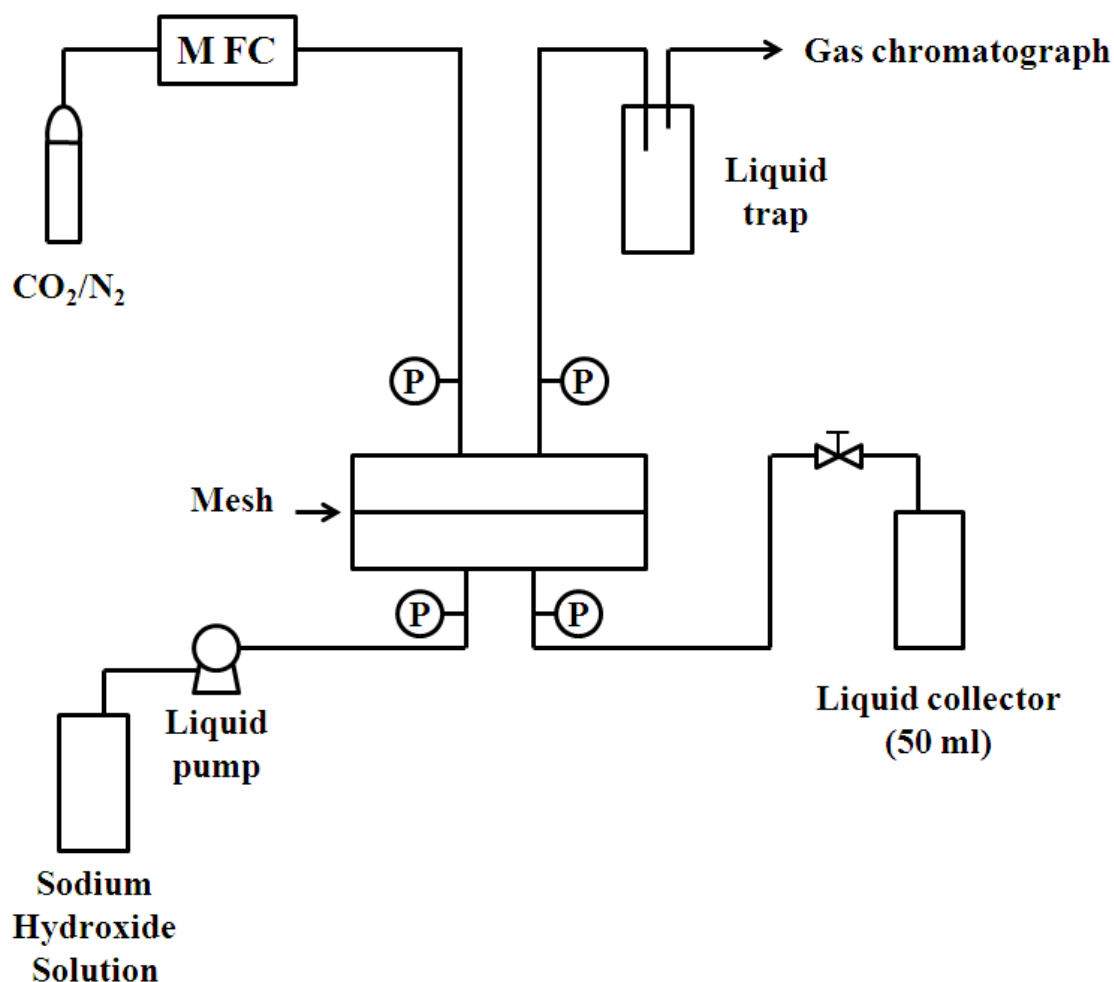 M FC
Gas chromatograph
Liquid
trap
CO₂/N₂
P
P
Mesh
P
P
Liquid
pump
Liquid collector
(50 ml)
Sodium
Hydroxide
Solution